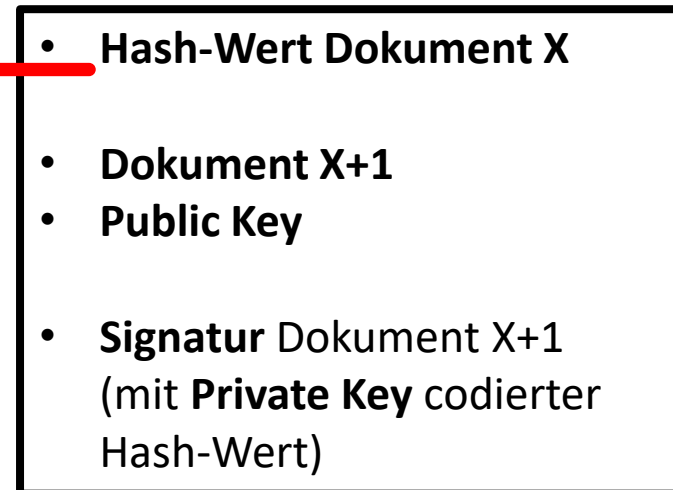 • Hash-Wert Dokument X
• Dokument X+1
• Public Key
• Signatur Dokument X+1
(mit Private Key codierter
Hash-Wert)